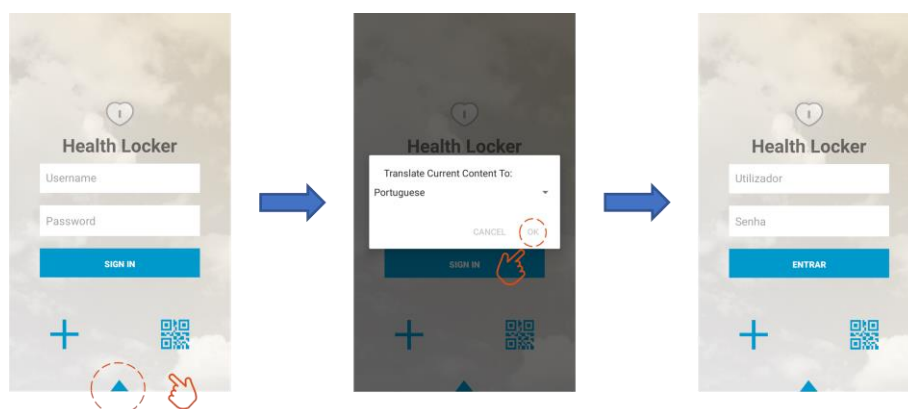 Health Locker
Username
Password
SIGN IN
Health Locker
Translate Current Content To:
Portuguese
CANCEL OK
SIGN IN
Health Locker
Utilizador
Senha
ENTRAR